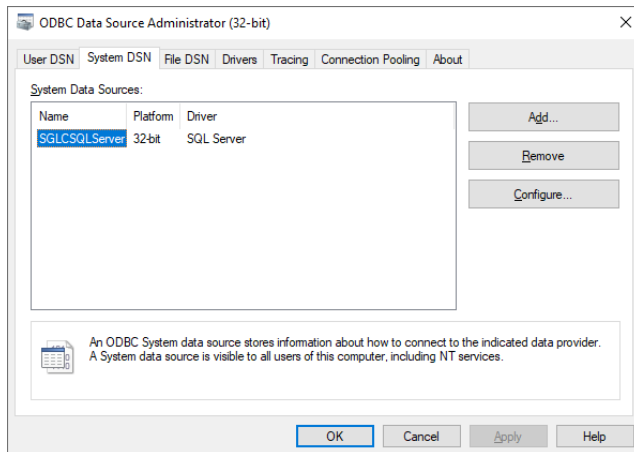 ODBC Data Source Administrator (32-bit)
User DSN System DSN File DSN Drivers Tracing Connection Pooling About
System Data Sources:
Name Platform Driver
SGLCSQLServer 32-bit SQL Server
Add...
Remove
Configure...
An ODBC System data source stores information about how to connect to the indicated data provider.
A System data source is visible to all users of this computer, including NT services.
OK Cancel Apply Help